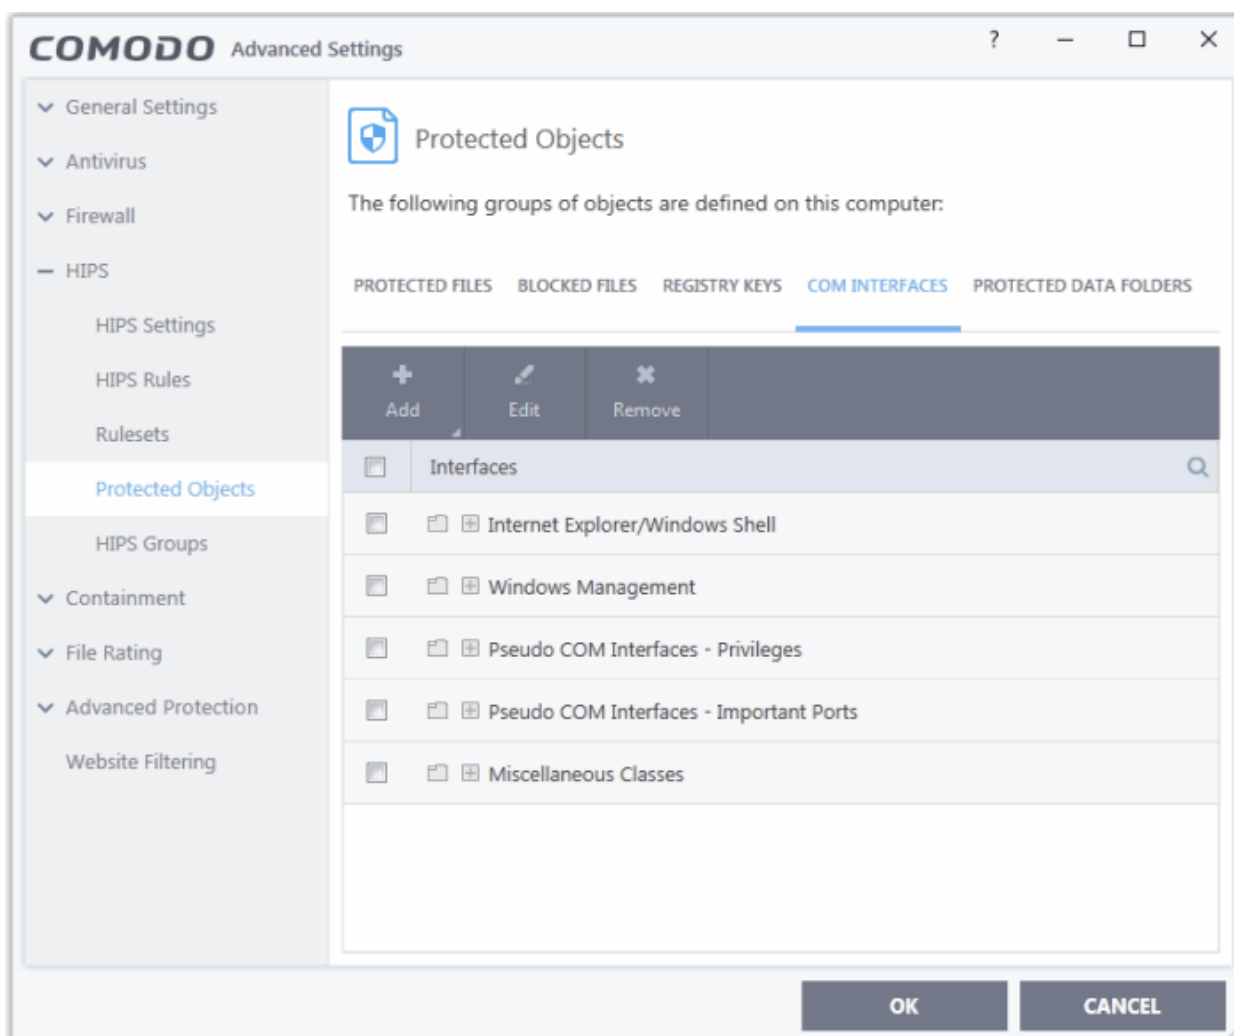 COMODO Advanced Settings ?
General Settings
Antivirus
Firewall
HIPS
HIPS Settings
HIPS Rules
Rulesets
Protected Objects
HIPS Groups
Containment
File Rating
Advanced Protection
Website Filtering
Protected Objects
The following groups of objects are defined on this computer:
PROTECTED FILES BLOCKED FILES REGISTRY KEYS COM INTERFACES PROTECTED DATA FOLDERS
Add Edit Remove
Interfaces
Internet Explorer/Windows Shell
Windows Management
Pseudo COM Interfaces - Privileges
Pseudo COM Interfaces - Important Ports
Miscellaneous Classes
OK CANCEL